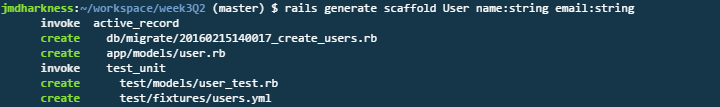 jmdharkness:~/workspace/week3Q2 (master) $ rails generate scaffold User name:string email:string
invoke active_record
create db/migrate/20160215140017_create_users.rb
create app/models/user.rb
invoke test_unit
create test/models/user_test.rb
create test/fixtures/users.yml